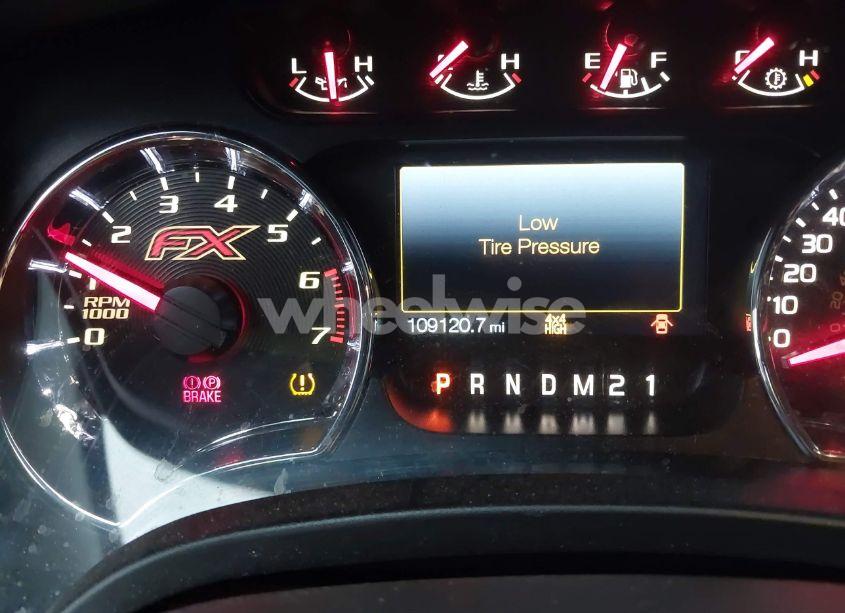 L H
H
E F
H
Low
Tire Pressure
0 1 2 3 4 5 6 7
FX
RPM
1000
40
30
20
10
0
wheelwise
109120.7 mi
4x4
HIGH
P
BRAKE
P R N D M 2 1